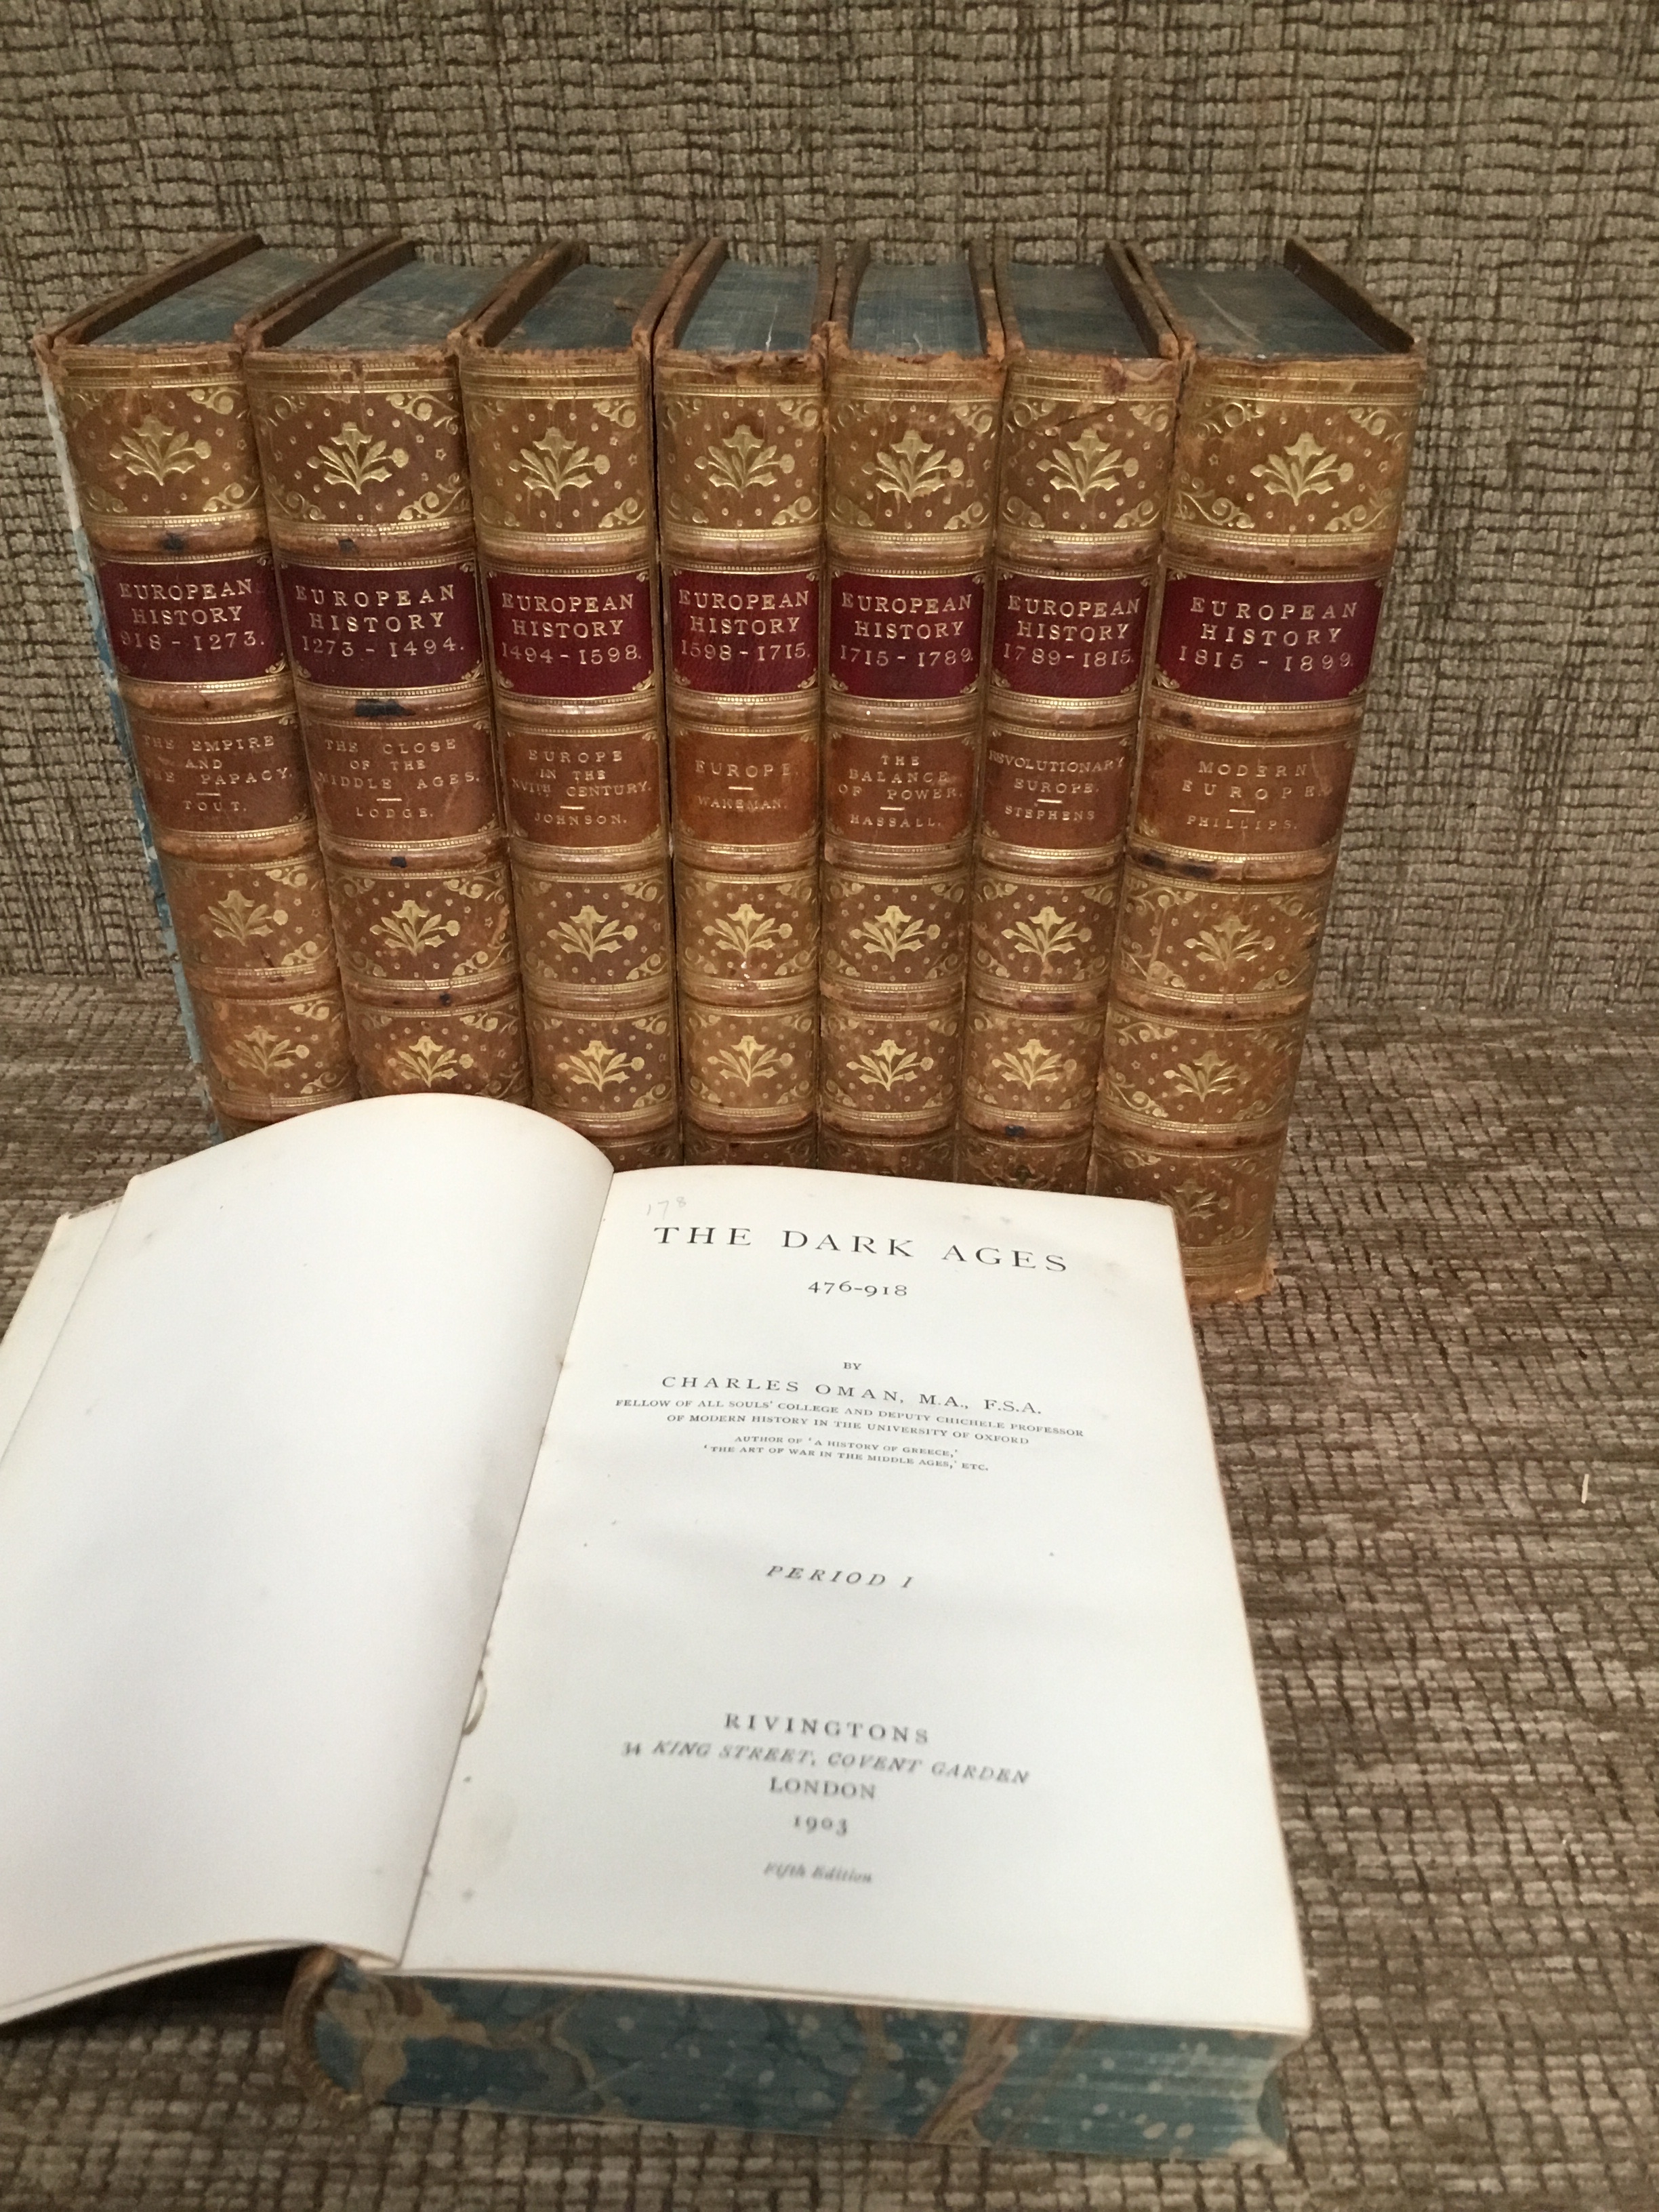 EUROPEAN
HISTORY
918 - 1273.
THE EMPIRE
AND
THE PAPACY.
TOUT.
EUROPEAN
HISTORY
1273 - 1494.
THE CLOSE
OF THE
MIDDLE AGES.
LODGE.
EUROPEAN
HISTORY
1494 - 1598.
EUROPE
IN THE
XVITH CENTURY.
JOHNSON.
EUROPEAN
HISTORY
1598 - 1715.
EUROPE.
WAKEMAN.
EUROPEAN
HISTORY
1715 - 1789.
THE
BALANCE
OF POWER.
HASSALL.
EUROPEAN
HISTORY
1789 - 1815.
REVOLUTIONARY
EUROPE.
STEPHENS
EUROPEAN
HISTORY
1815 - 1899.
MODERN
EUROPE.
PHILLIPS.
178
THE DARK AGES
476-918
BY
CHARLES OMAN, M.A., F.S.A.
FELLOW OF ALL SOULS' COLLEGE AND DEPUTY CHICHELE PROFESSOR
OF MODERN HISTORY IN THE UNIVERSITY OF OXFORD
AUTHOR OF 'A HISTORY OF GREECE,'
'THE ART OF WAR IN THE MIDDLE AGES,' ETC.
PERIOD I
RIVINGTONS
34 KING STREET, COVENT GARDEN
LONDON
1903
Fifth Edition